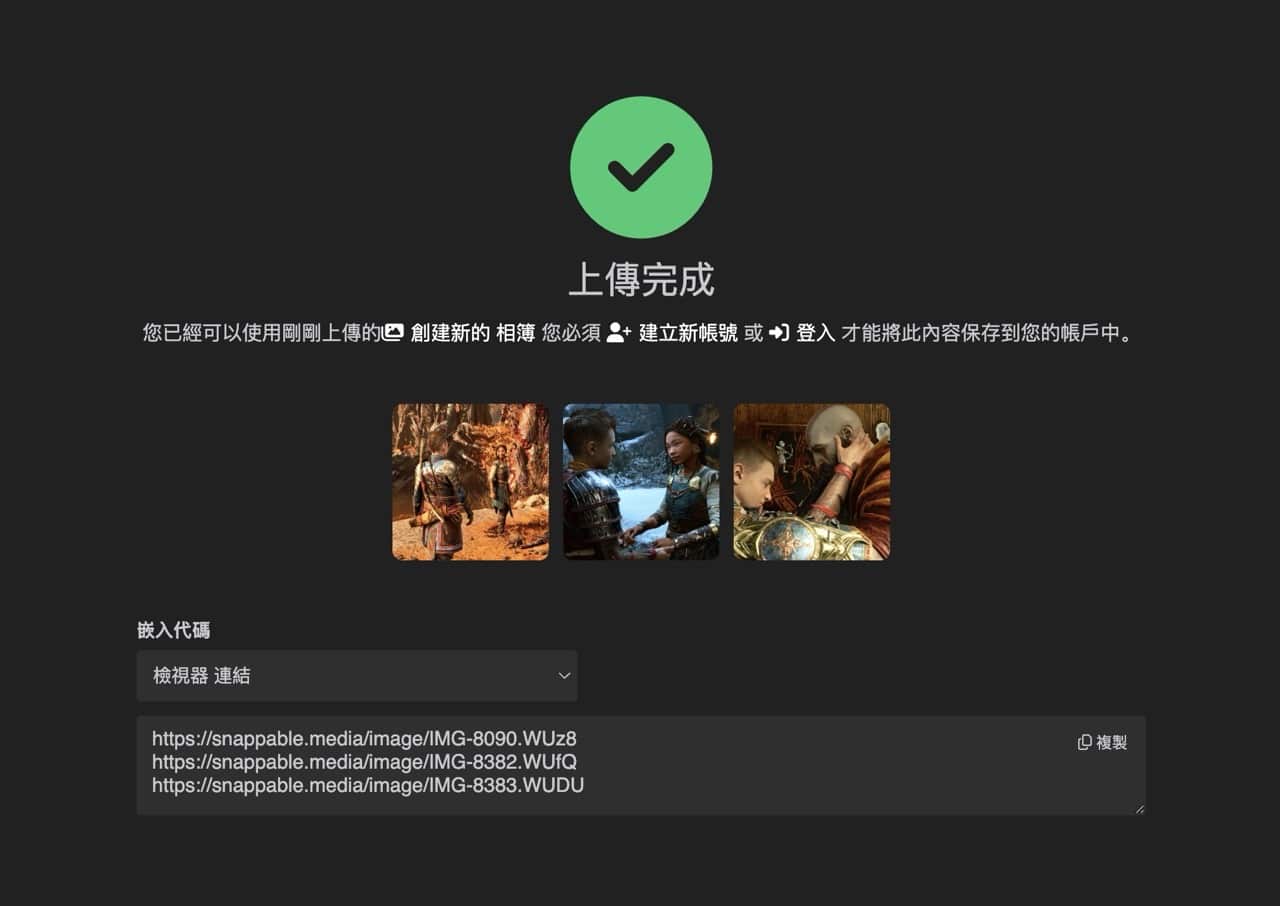 上傳完成
您已經可以使用剛剛上傳的 創建新的 相簿 您必須 建立新帳號 或 登入 才能將此內容保存到您的帳戶中。
嵌入代碼
檢視器 連結
https://snappable.media/image/IMG-8090.WUz8
複製
https://snappable.media/image/IMG-8382.WUfQ
https://snappable.media/image/IMG-8383.WUDU